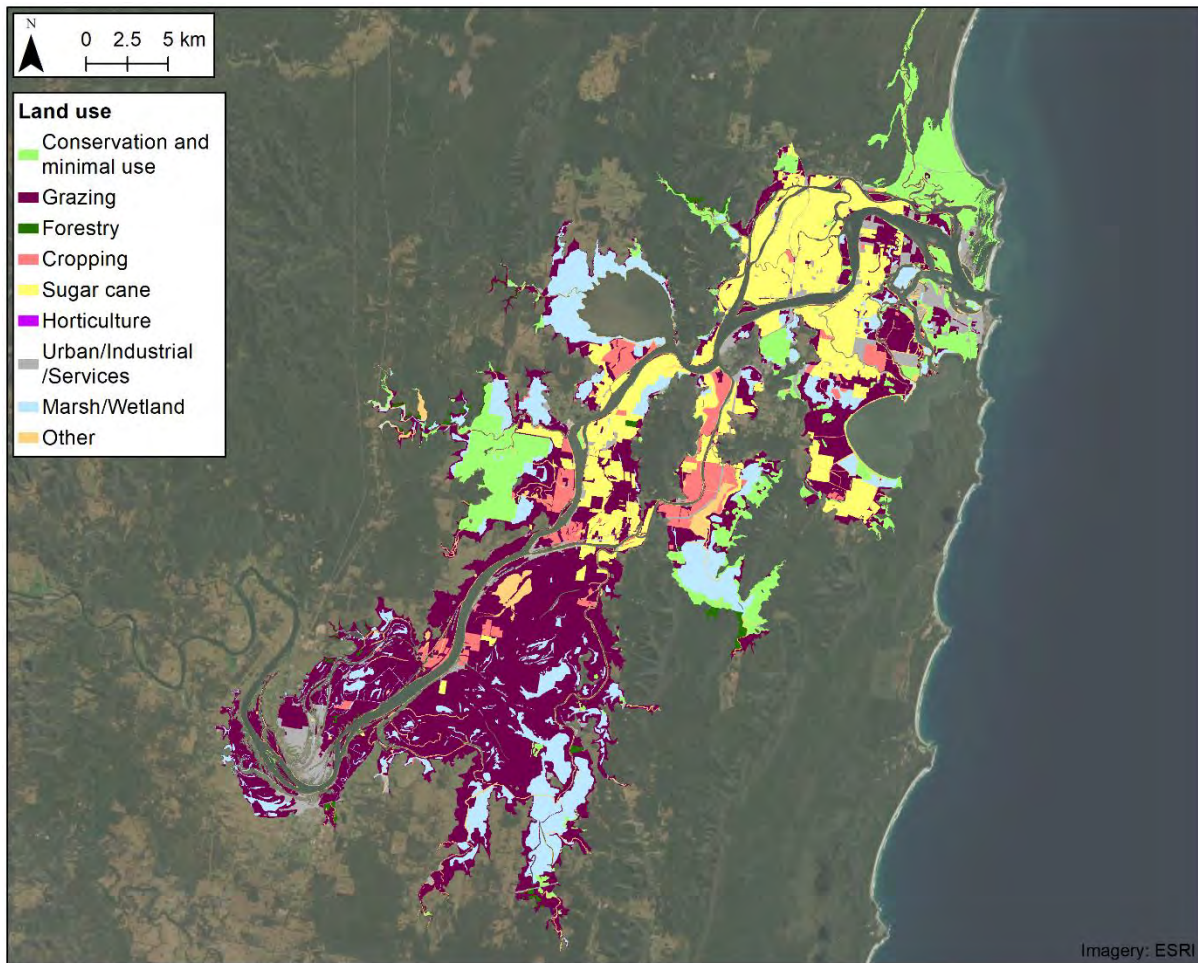 N
0 2.5 5 km
Land use
Conservation and
minimal use
Grazing
Forestry
Cropping
Sugar cane
Horticulture
Urban/Industrial
/Services
Marsh/Wetland
Other
Imagery: ESRI